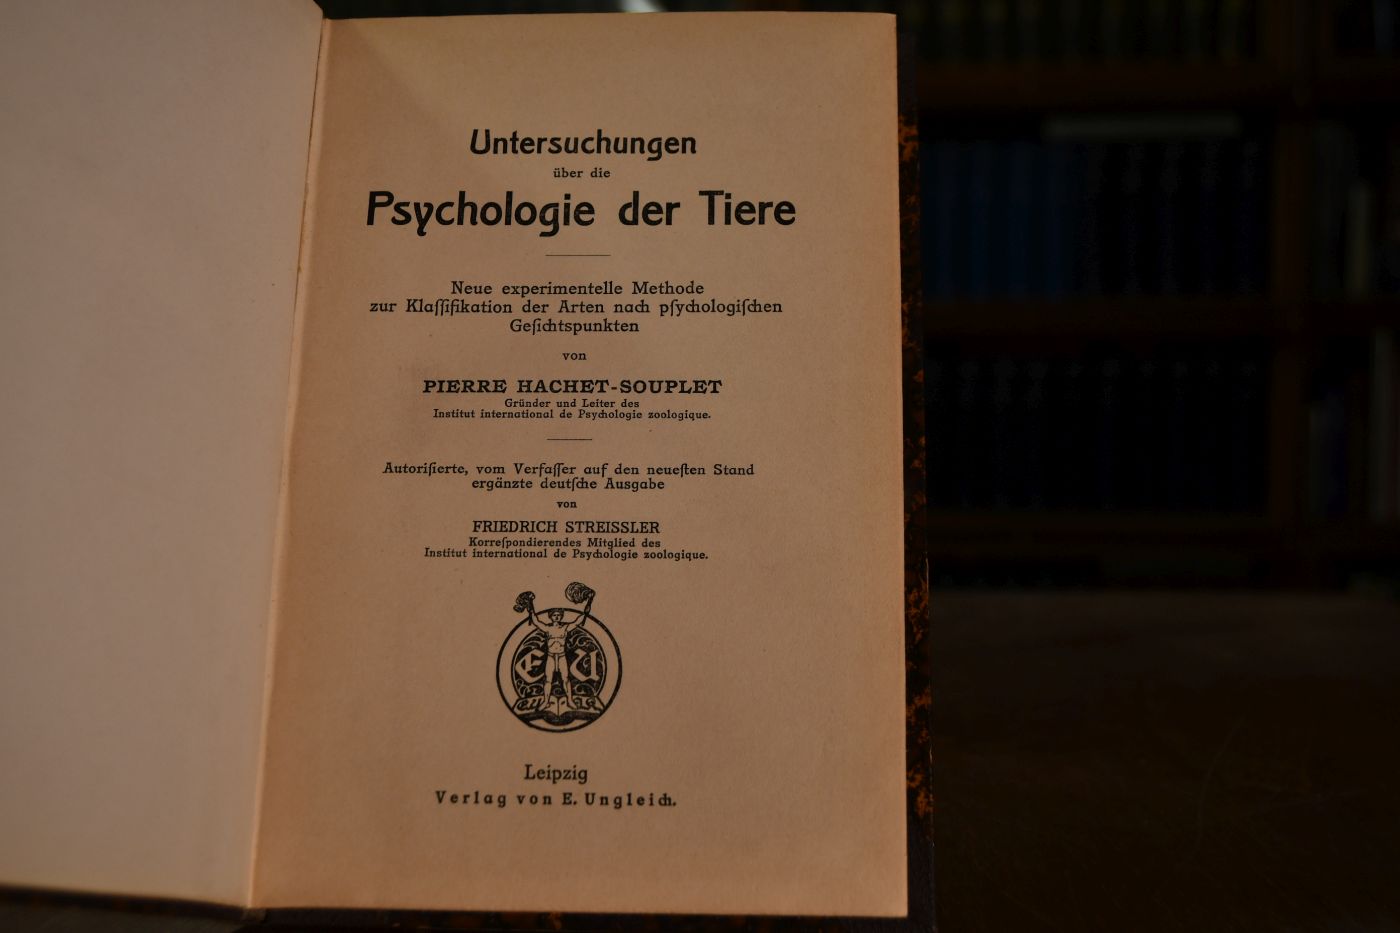 Untersuchungen
über die
Psychologie der Tiere
Neue experimentelle Methode
zur Klaſſifikation der Arten nach pſychologiſchen
Geſichtspunkten
von
PIERRE HACHET-SOUPLET
Gründer und Leiter des
Institut international de Psychologie zoologique.
Autoriſierte, vom Verfaſſer auf den neueſten Stand
ergänzte deutſche Ausgabe
von
FRIEDRICH STREISSLER
Korreſpondierendes Mitglied des
Institut international de Psychologie zoologique.
E U
Leipzig
Verlag von E. Ungleich.